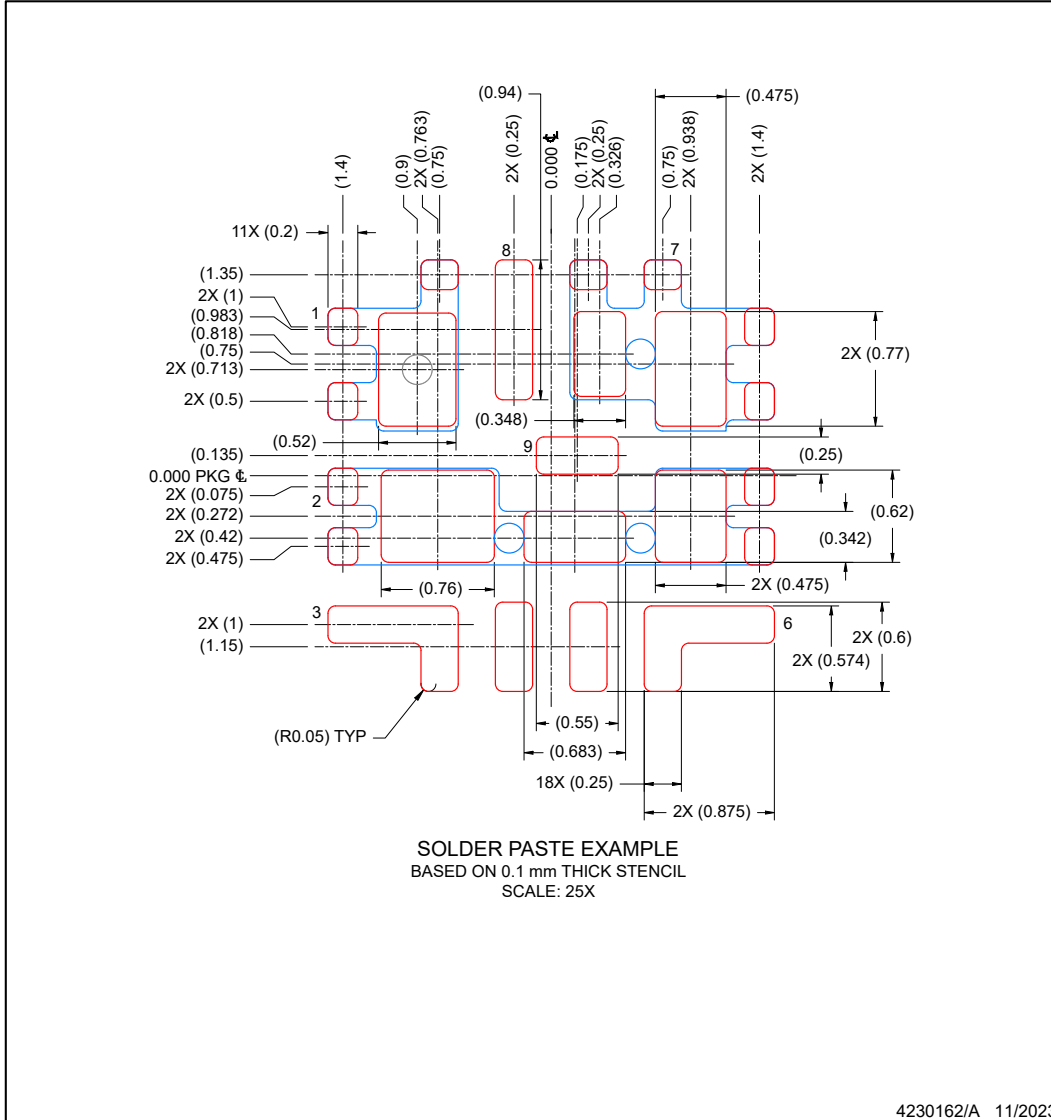 (0.94)
(0.475)
(1.4)
(0.9)
2X (0.763)
(0.75)
2X (0.25)
0.000 ℄
(0.175)
2X (0.25)
(0.326)
(0.75)
2X (0.938)
2X (1.4)
11X (0.2)
8
7
(1.35)
2X (1)
1
(0.983)
(0.818)
(0.75)
2X (0.77)
2X (0.713)
2X (0.5)
(0.348)
(0.52)
9
(0.135)
(0.25)
0.000 PKG ℄
2X (0.075)
2
(0.62)
2X (0.272)
2X (0.42)
(0.342)
2X (0.475)
(0.76)
2X (0.475)
3
2X (1)
6
2X (0.6)
(1.15)
2X (0.574)
(0.55)
(R0.05) TYP
(0.683)
18X (0.25)
2X (0.875)
SOLDER PASTE EXAMPLE
BASED ON 0.1 mm THICK STENCIL
SCALE: 25X
4230162/A 11/2023